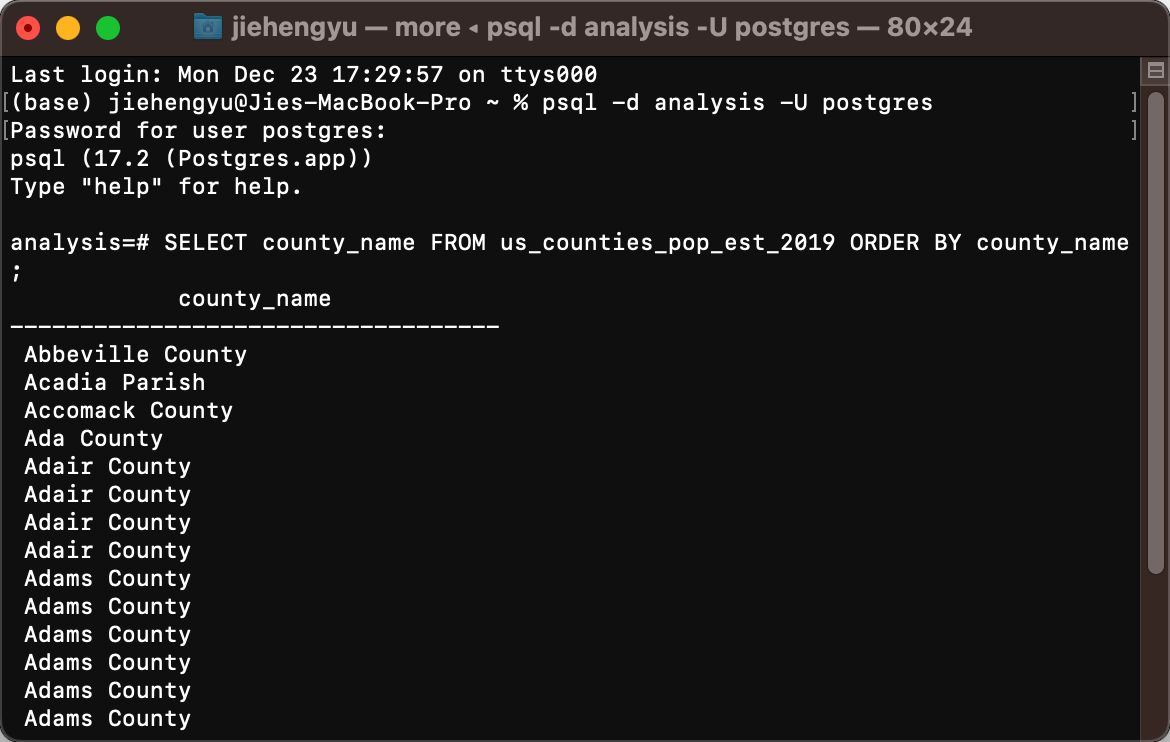 jiehengyu — more ◂ psql -d analysis -U postgres — 80×24
Last login: Mon Dec 23 17:29:57 on ttys000
[(base) jiehengyu@Jies-MacBook-Pro ~ % psql -d analysis -U postgres ]
[Password for user postgres: ]
psql (17.2 (Postgres.app))
Type "help" for help.
analysis=# SELECT county_name FROM us_counties_pop_est_2019 ORDER BY county_name
;
county_name
-----------------------------------
Abbeville County
Acadia Parish
Accomack County
Ada County
Adair County
Adair County
Adair County
Adair County
Adams County
Adams County
Adams County
Adams County
Adams County
Adams County